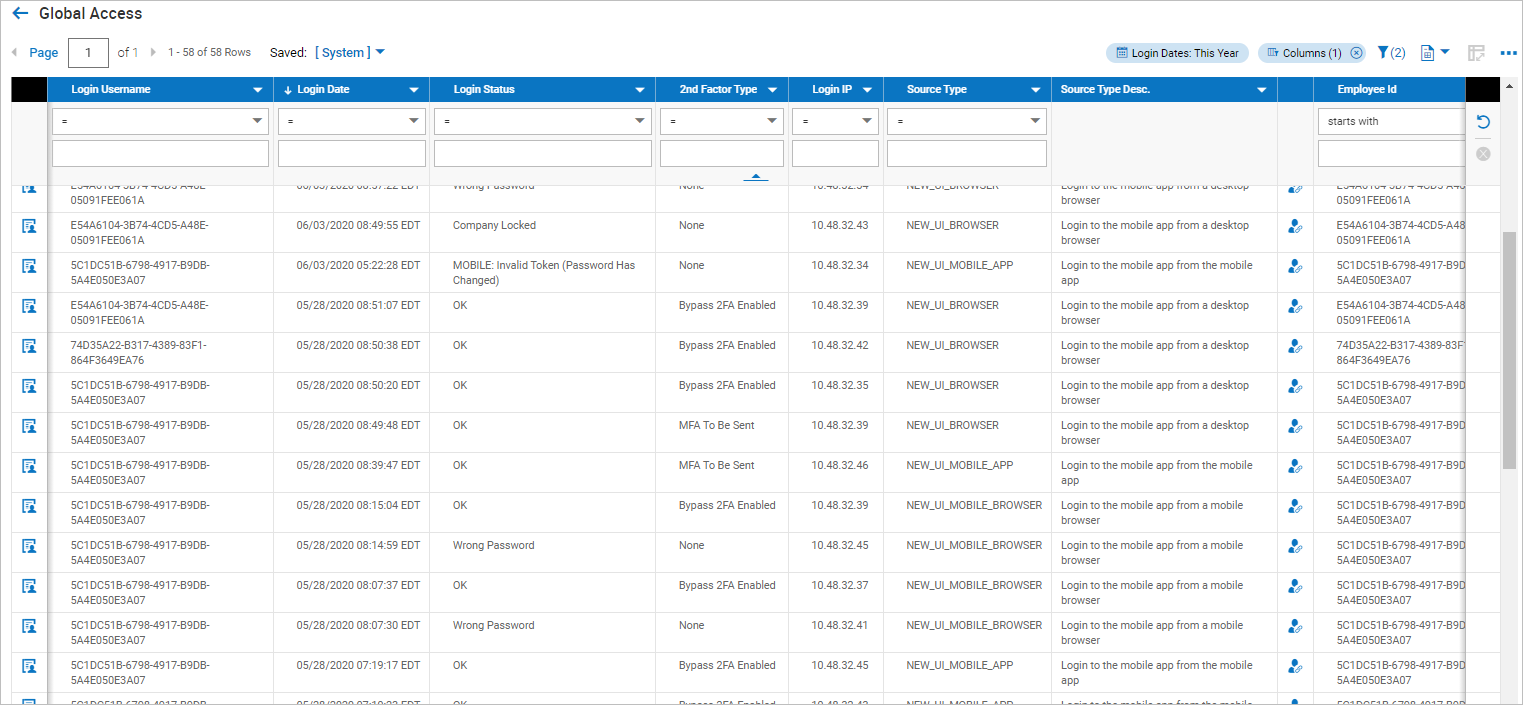 Global Access
Page 1 of 1 1 - 58 of 58 Rows Saved: [ System ] Login Dates: This Year Columns (1) (2)
Login Username Login Date Login Status 2nd Factor Type Login IP Source Type Source Type Desc. Employee Id
= = = = = = starts with
E54A6104-3B74-4CD5-A48E- 06/03/2020 08:57:22 EDT Wrong Password None 10.48.32.34 NEW_UI_BROWSER Login to the mobile app from a desktop E54A6104-3B74-4CD5-A48
05091FEE061A browser 05091FEE061A
E54A6104-3B74-4CD5-A48E- 06/03/2020 08:49:55 EDT Company Locked None 10.48.32.43 NEW_UI_BROWSER Login to the mobile app from a desktop E54A6104-3B74-4CD5-A48
05091FEE061A browser 05091FEE061A
5C1DC51B-6798-4917-B9DB- 06/03/2020 05:22:28 EDT MOBILE: Invalid Token (Password Has None 10.48.32.34 NEW_UI_MOBILE_APP Login to the mobile app from the mobile 5C1DC51B-6798-4917-B9D
5A4E050E3A07 Changed) app 5A4E050E3A07
E54A6104-3B74-4CD5-A48E- 05/28/2020 08:51:07 EDT OK Bypass 2FA Enabled 10.48.32.39 NEW_UI_BROWSER Login to the mobile app from a desktop E54A6104-3B74-4CD5-A48
05091FEE061A browser 05091FEE061A
74D35A22-B317-4389-83F1- 05/28/2020 08:50:38 EDT OK Bypass 2FA Enabled 10.48.32.42 NEW_UI_BROWSER Login to the mobile app from a desktop 74D35A22-B317-4389-83F
864F3649EA76 browser 864F3649EA76
5C1DC51B-6798-4917-B9DB- 05/28/2020 08:50:20 EDT OK Bypass 2FA Enabled 10.48.32.35 NEW_UI_BROWSER Login to the mobile app from a desktop 5C1DC51B-6798-4917-B9D
5A4E050E3A07 browser 5A4E050E3A07
5C1DC51B-6798-4917-B9DB- 05/28/2020 08:49:48 EDT OK MFA To Be Sent 10.48.32.39 NEW_UI_BROWSER Login to the mobile app from a desktop 5C1DC51B-6798-4917-B9D
5A4E050E3A07 browser 5A4E050E3A07
5C1DC51B-6798-4917-B9DB- 05/28/2020 08:39:47 EDT OK MFA To Be Sent 10.48.32.46 NEW_UI_MOBILE_APP Login to the mobile app from the mobile 5C1DC51B-6798-4917-B9D
5A4E050E3A07 app 5A4E050E3A07
5C1DC51B-6798-4917-B9DB- 05/28/2020 08:15:04 EDT OK Bypass 2FA Enabled 10.48.32.39 NEW_UI_MOBILE_BROWSER Login to the mobile app from a mobile 5C1DC51B-6798-4917-B9D
5A4E050E3A07 browser 5A4E050E3A07
5C1DC51B-6798-4917-B9DB- 05/28/2020 08:14:59 EDT Wrong Password None 10.48.32.45 NEW_UI_MOBILE_BROWSER Login to the mobile app from a mobile 5C1DC51B-6798-4917-B9D
5A4E050E3A07 browser 5A4E050E3A07
5C1DC51B-6798-4917-B9DB- 05/28/2020 08:07:37 EDT OK Bypass 2FA Enabled 10.48.32.37 NEW_UI_MOBILE_BROWSER Login to the mobile app from a mobile 5C1DC51B-6798-4917-B9D
5A4E050E3A07 browser 5A4E050E3A07
5C1DC51B-6798-4917-B9DB- 05/28/2020 08:07:30 EDT Wrong Password None 10.48.32.41 NEW_UI_MOBILE_BROWSER Login to the mobile app from a mobile 5C1DC51B-6798-4917-B9D
5A4E050E3A07 browser 5A4E050E3A07
5C1DC51B-6798-4917-B9DB- 05/28/2020 07:19:17 EDT OK Bypass 2FA Enabled 10.48.32.45 NEW_UI_MOBILE_APP Login to the mobile app from the mobile 5C1DC51B-6798-4917-B9D
5A4E050E3A07 app 5A4E050E3A07